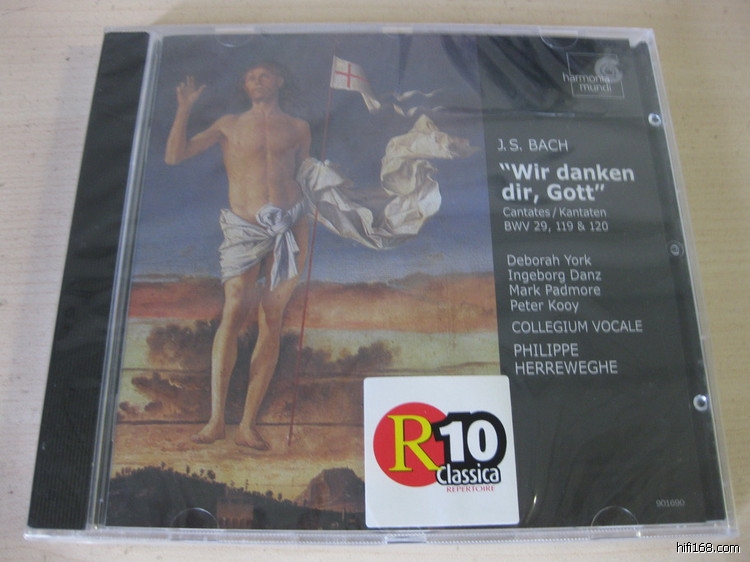 harmonia
mundi
J. S. BACH
“Wir danken
dir, Gott”
Cantates / Kantaten
BWV 29, 119 & 120
Deborah York
Ingeborg Danz
Mark Padmore
Peter Kooy
COLLEGIUM VOCALE
PHILIPPE
HERREWEGHE
R10
Classica
REPERTOIRE
901690
hifi168.com